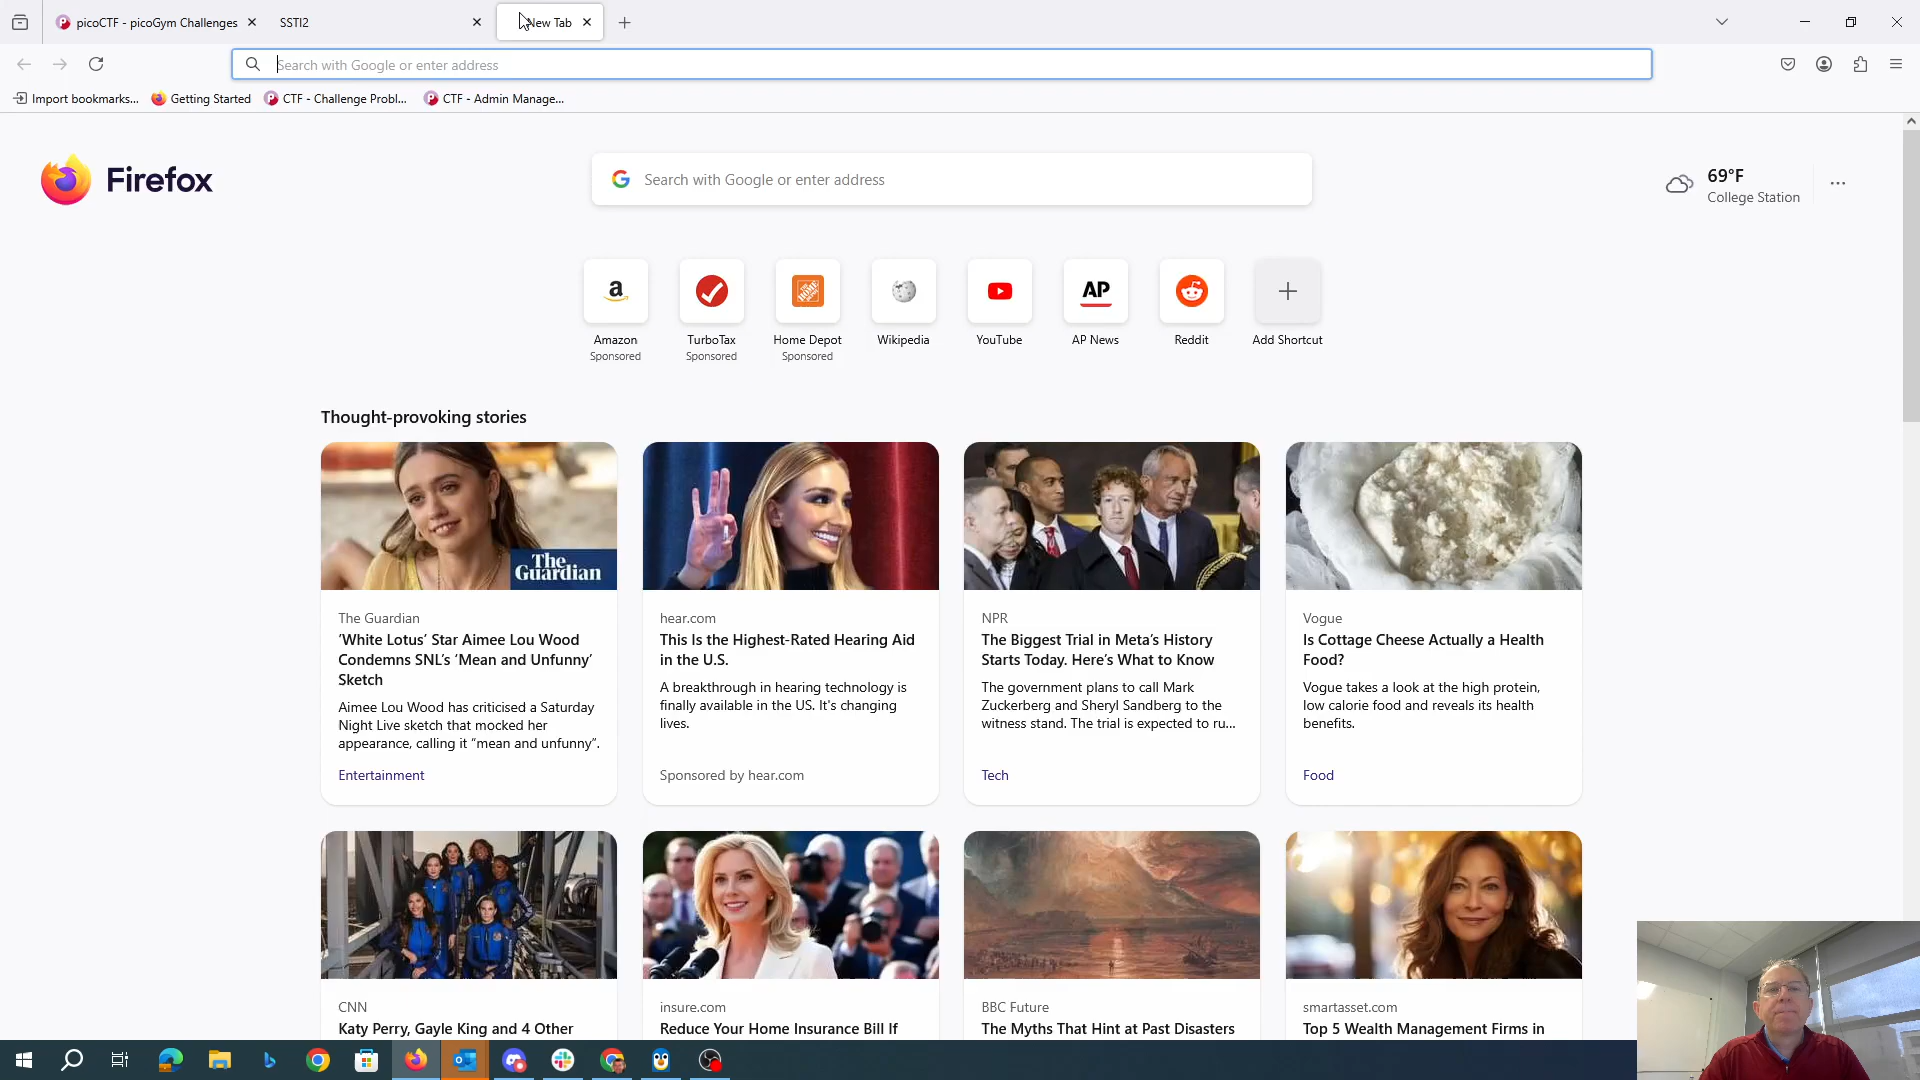 picoCTF - picoGym Challenges
SSTI2
New Tab
Search with Google or enter address
Import bookmarks...
Getting Started
CTF - Challenge Probl...
CTF - Admin Manage...
Firefox
Search with Google or enter address
69°F
College Station
a
AP
Amazon
Sponsored
TurboTax
Sponsored
Home Depot
Sponsored
Wikipedia
YouTube
AP News
Reddit
Add Shortcut
Thought-provoking stories
The
Guardian
The Guardian
‘White Lotus’ Star Aimee Lou Wood
Condemns SNL’s ‘Mean and Unfunny’
Sketch
Aimee Lou Wood has criticised a Saturday
Night Live sketch that mocked her
appearance, calling it “mean and unfunny”.
Entertainment
hear.com
This Is the Highest-Rated Hearing Aid
in the U.S.
A breakthrough in hearing technology is
finally available in the US. It's changing
lives.
Sponsored by hear.com
NPR
The Biggest Trial in Meta’s History
Starts Today. Here’s What to Know
The government plans to call Mark
Zuckerberg and Sheryl Sandberg to the
witness stand. The trial is expected to ru...
Tech
Vogue
Is Cottage Cheese Actually a Health
Food?
Vogue takes a look at the high protein,
low calorie food and reveals its health
benefits.
Food
CNN
Katy Perry, Gayle King and 4 Other
insure.com
Reduce Your Home Insurance Bill If
BBC Future
The Myths That Hint at Past Disasters
smartasset.com
Top 5 Wealth Management Firms in